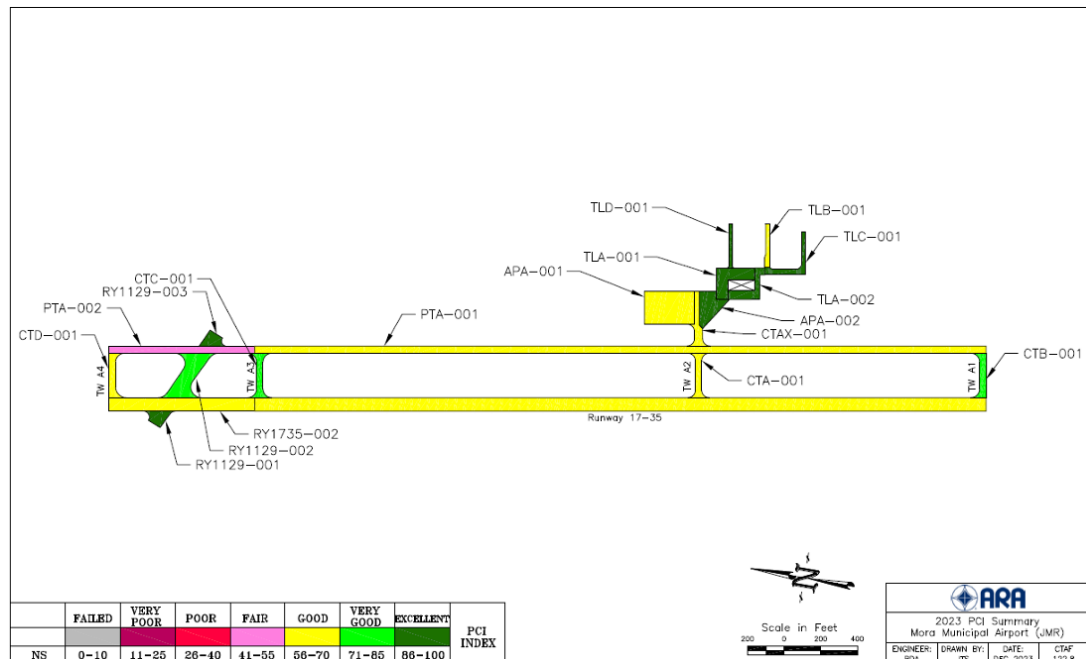 TLD-001
TLB-001
TLC-001
TLA-001
APA-001
CTC-001
RY1129-003
TLA-002
PTA-002
PTA-001
APA-002
CTD-001
CTAX-001
CTB-001
TW A4
TW A3
TW A2
TW A1
CTA-001
Runway 17-35
RY1735-002
RY1129-002
RY1129-001
FAILED VERY POOR POOR FAIR GOOD VERY GOOD EXCELLENT PCI INDEX
NS 0-10 11-25 26-40 41-55 56-70 71-85 86-100
Scale in Feet
200 0 200 400
ARA
2023 PCI Summary
Mora Municipal Airport (JMR)
ENGINEER: DRAWN BY: DATE: CTAF
DEC 2023 122.8